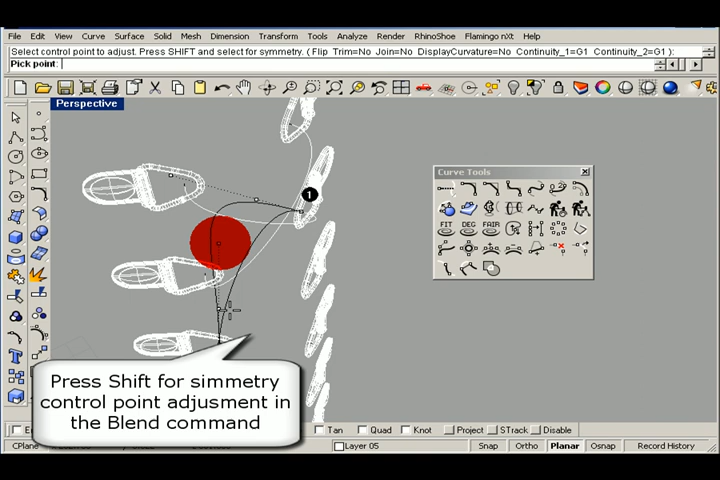 File Edit View Curve Surface Solid Mesh Dimension Transform Tools Analyze Render RhinoShoe Flamingo nXt Help
Select control point to adjust. Press SHIFT and select for symmetry. ( Flip Trim=No Join=No DisplayCurvature=No Continuity_1=G1 Continuity_2=G1 ):
Pick point:
Perspective
Curve Tools
1
FIT DEG FAIR
Press Shift for simmetry
control point adjusment in
the Blend command
Tan Quad Knot Project STrack Disable
CPlane Layer 05 Snap Ortho Planar Osnap Record History